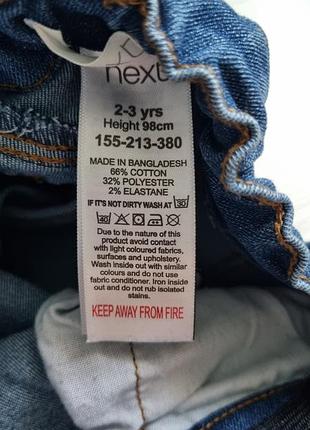 next
2-3 yrs
Height 98cm
155-213-380
MADE IN BANGLADESH
66% COTTON
32% POLYESTER
2% ELASTANE
IF IT'S NOT DIRTY WASH AT 30
40
Due to the nature of this
product avoid contact
with light coloured fabrics,
surfaces and upholstery.
Wash inside out with similar
colours and do not use
fabric conditioner. Iron inside
out and do not iron rubberised
KEEP AWAY FROM FIRE